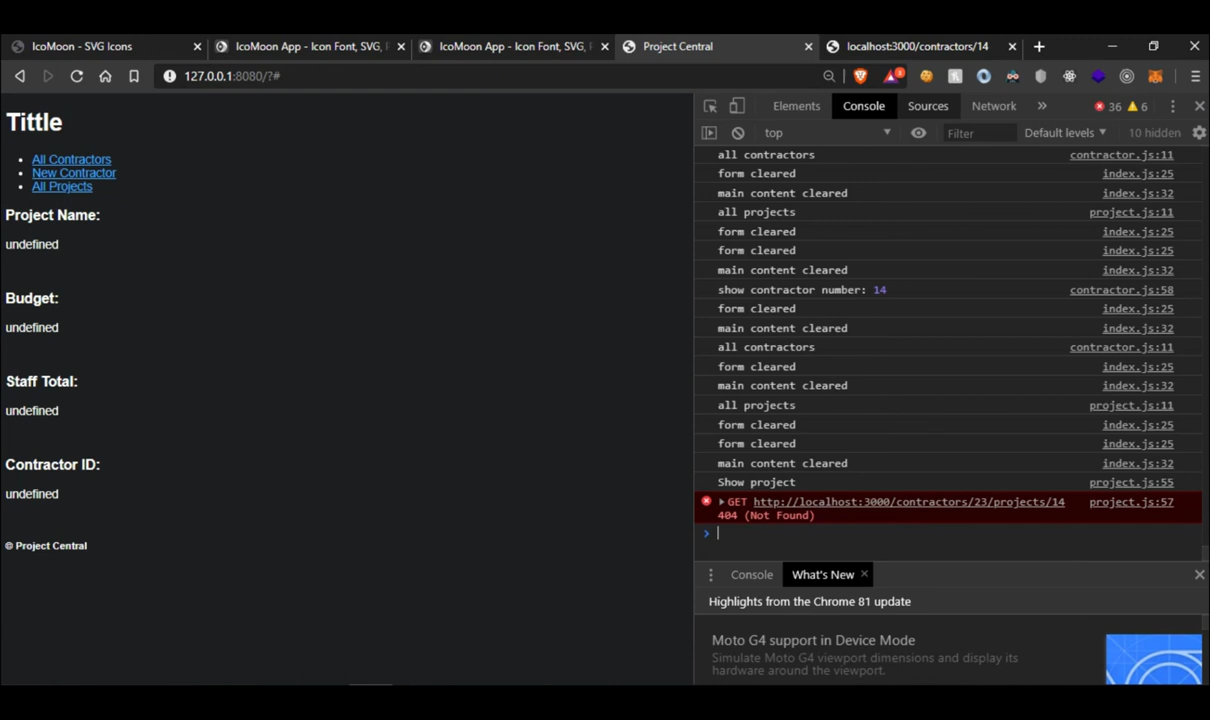 IcoMoon - SVG Icons
IcoMoon App - Icon Font, SVG,
IcoMoon App - Icon Font, SVG,
Project Central
localhost:3000/contractors/14
127.0.0.1:8080/?#
Tittle
All Contractors
New Contractor
All Projects
Project Name:
undefined
Budget:
undefined
Staff Total:
undefined
Contractor ID:
undefined
© Project Central
Elements Console Sources Network » 36 6
top Filter Default levels ▼ 10 hidden
all contractors contractor.js:11
form cleared index.js:25
main content cleared index.js:32
all projects project.js:11
form cleared index.js:25
form cleared index.js:25
main content cleared index.js:32
show contractor number: 14 contractor.js:58
form cleared index.js:25
main content cleared index.js:32
all contractors contractor.js:11
form cleared index.js:25
main content cleared index.js:32
all projects project.js:11
form cleared index.js:25
form cleared index.js:25
main content cleared index.js:32
Show project project.js:55
GET http://localhost:3000/contractors/23/projects/14 project.js:57
404 (Not Found)
Console What's New
Highlights from the Chrome 81 update
Moto G4 support in Device Mode
Simulate Moto G4 viewport dimensions and display its
hardware around the viewport.